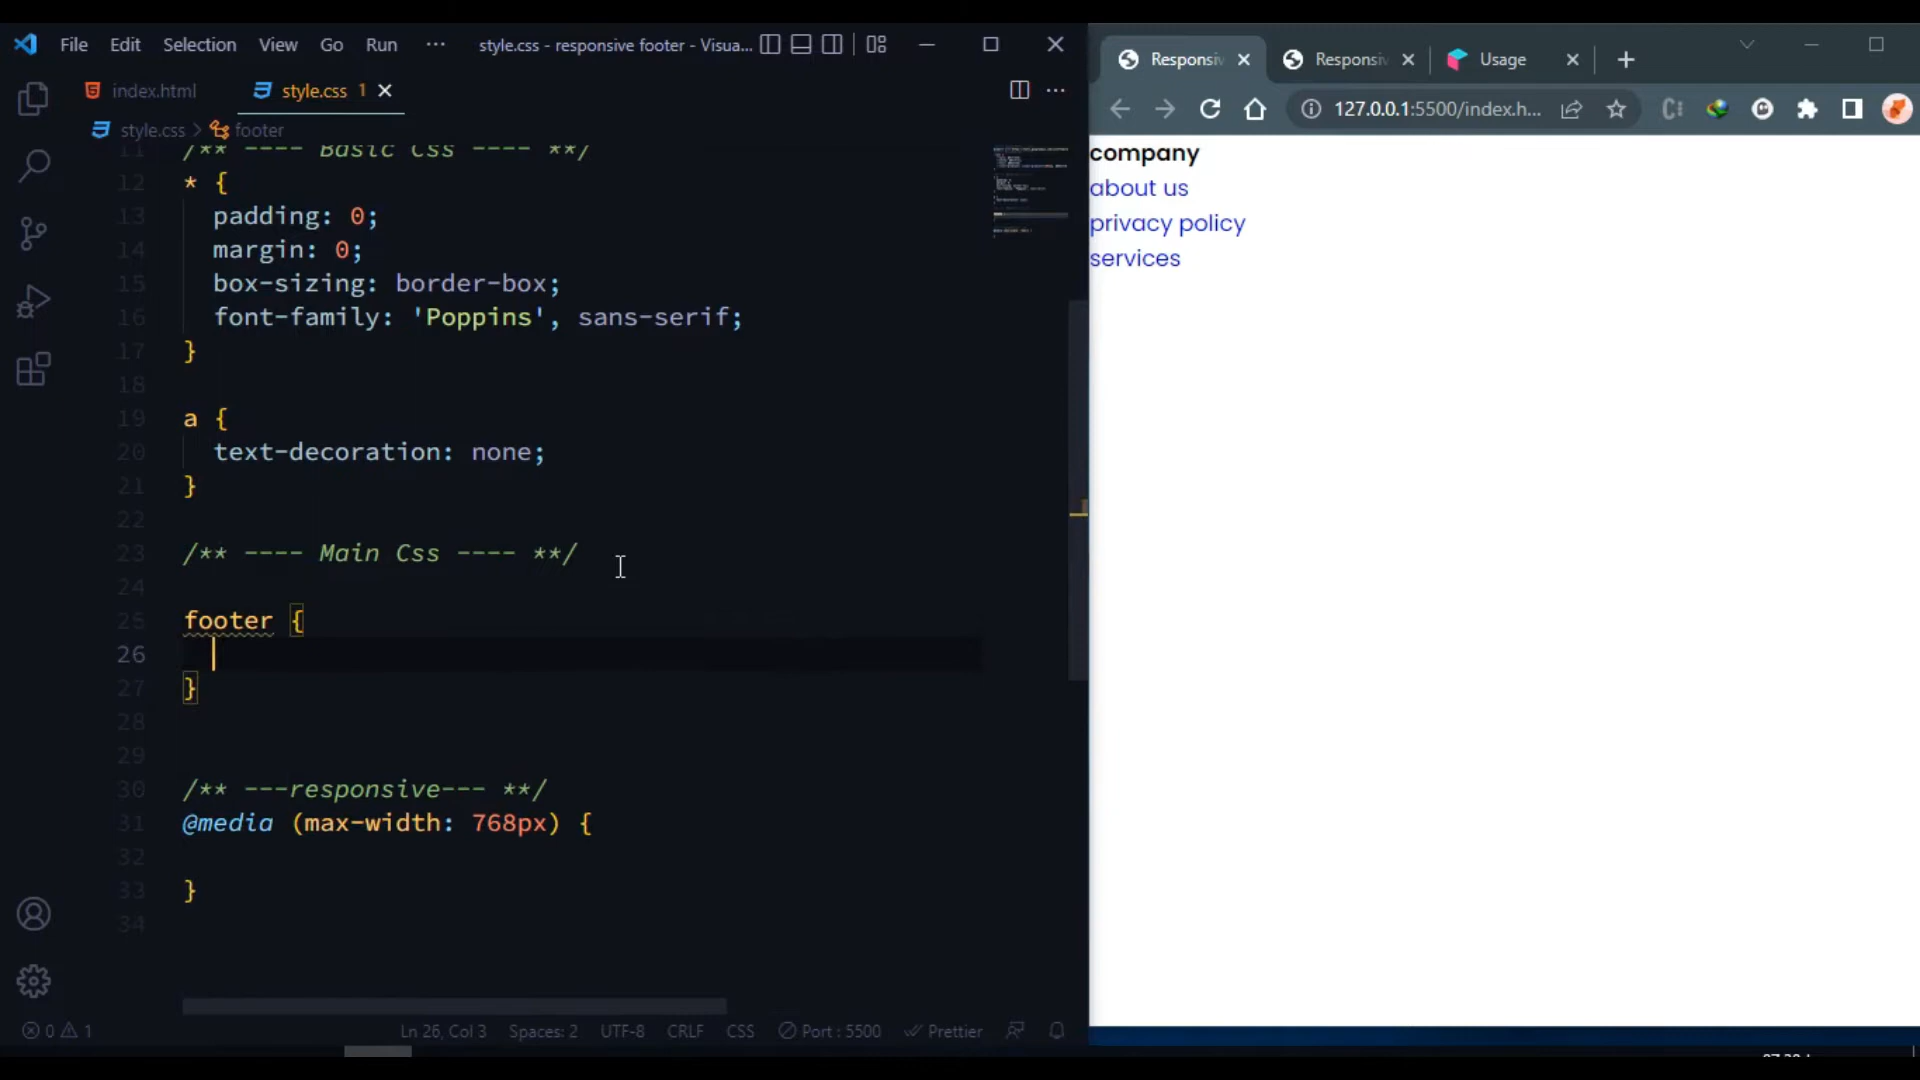 File Edit Selection View Go Run ··· style.css - responsive footer - Visua...
index.html style.css 1
style.css > footer
11 /** ---- Basic Css ---- **/
12 * {
13 padding: 0;
14 margin: 0;
15 box-sizing: border-box;
16 font-family: 'Poppins', sans-serif;
17 }
18
19 a {
20 text-decoration: none;
21 }
22
23 /** ---- Main Css ---- **/
24
25 footer {
26
27 }
28
29
30 /** ---responsive--- **/
31 @media (max-width: 768px) {
32
33 }
34
0 1 Ln 26, Col 3 Spaces: 2 UTF-8 CRLF CSS Port : 5500 Prettier
Responsiv Responsiv Usage
127.0.0.1:5500/index.h...
company
about us
privacy policy
services